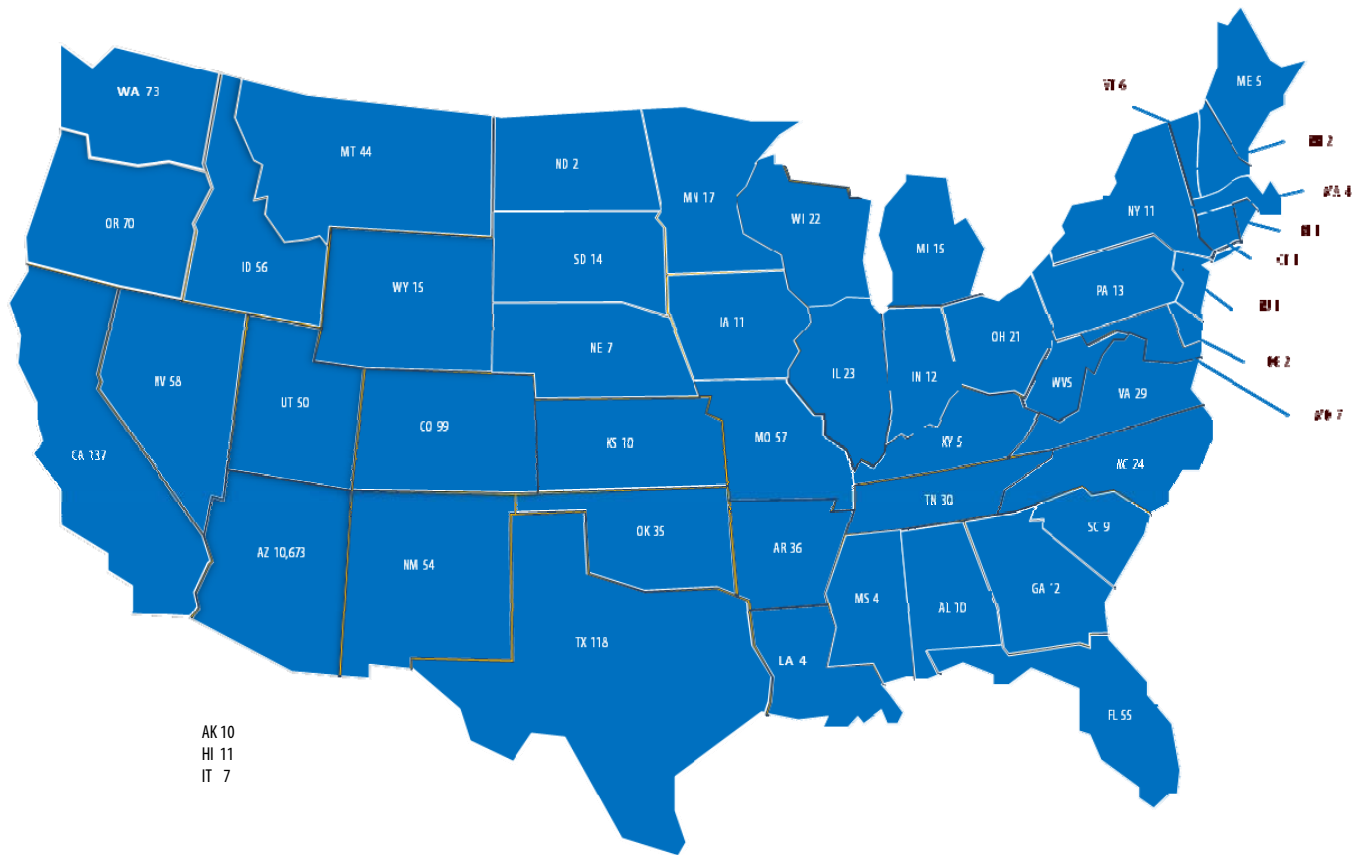 WA 73
ME 5
VT 6
MT 44
ND 2
MN 17
OR 70
WI 22
NY 11
MI 15
ID 56
SD 14
WY 15
PA 13
IA 11
OH 21
NE 7
IL 23
IN 12
NV 58
WV5
VA 29
UT 50
CO 99
KS 10
MO 57
KY 5
CA 137
NC 24
TN 30
OK 35
SC 9
AZ 10,673
NM 54
AR 36
MS 4
AL 10
GA 12
TX 118
LA 4
FL 55
AK 10
HI 11
IT 7